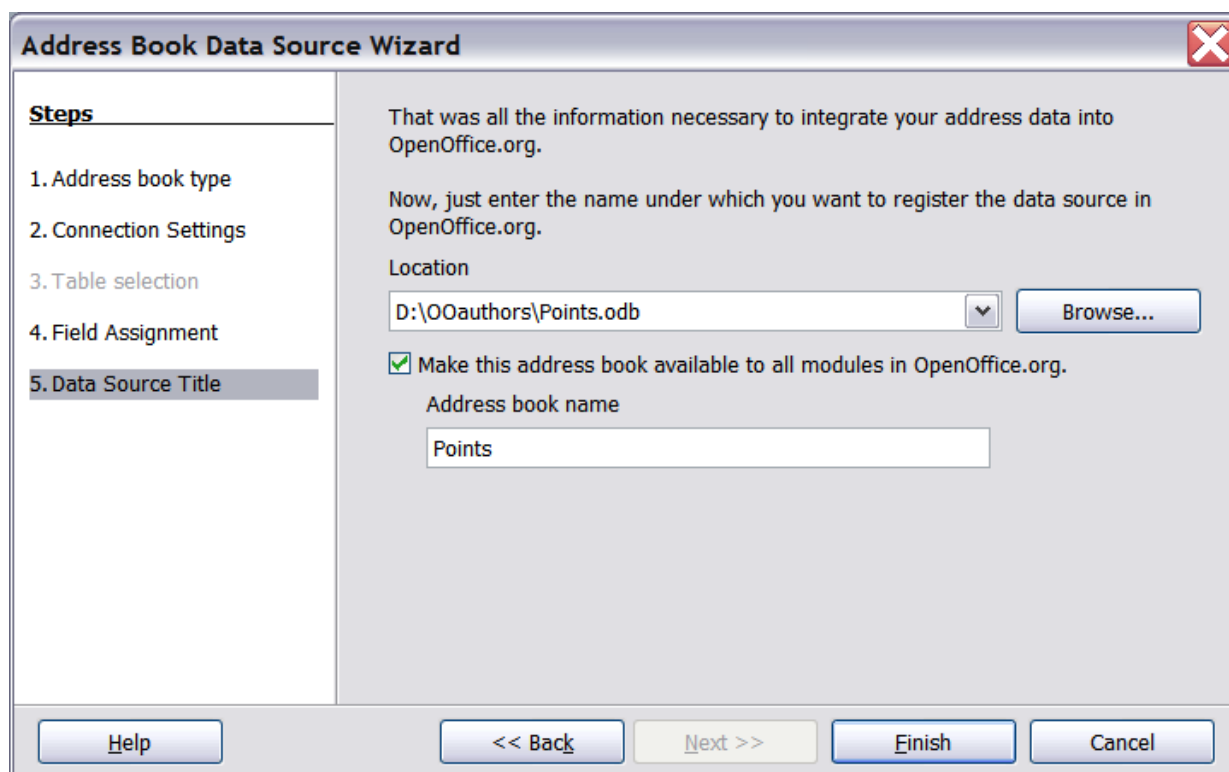 Address Book Data Source Wizard
Steps
1. Address book type
2. Connection Settings
3. Table selection
4. Field Assignment
5. Data Source Title
That was all the information necessary to integrate your address data into
OpenOffice.org.
Now, just enter the name under which you want to register the data source in
OpenOffice.org.
Location
D:\OOauthors\Points.odb
Browse...
Make this address book available to all modules in OpenOffice.org.
Address book name
Points
Help
<< Back
Next >>
Finish
Cancel